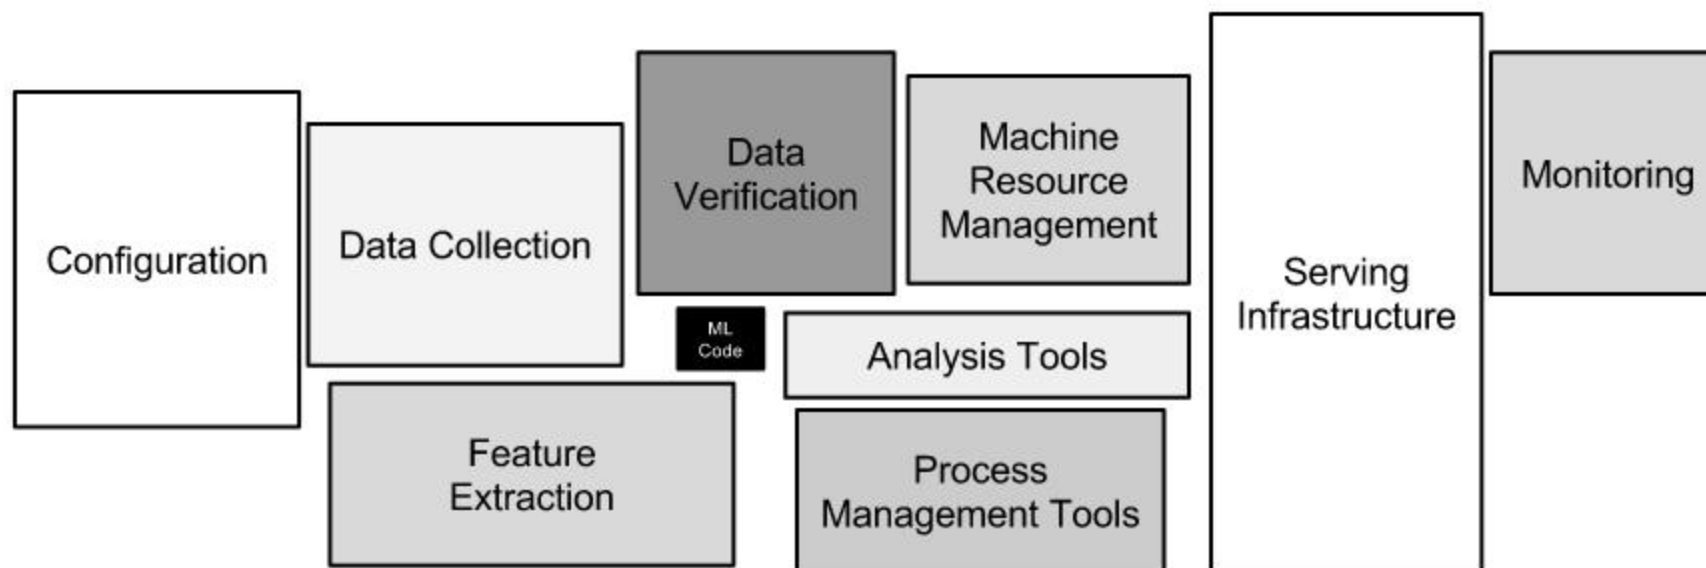 Configuration
Data Collection
Feature
Extraction
Data
Verification
ML
Code
Machine
Resource
Management
Analysis Tools
Process
Management Tools
Serving
Infrastructure
Monitoring